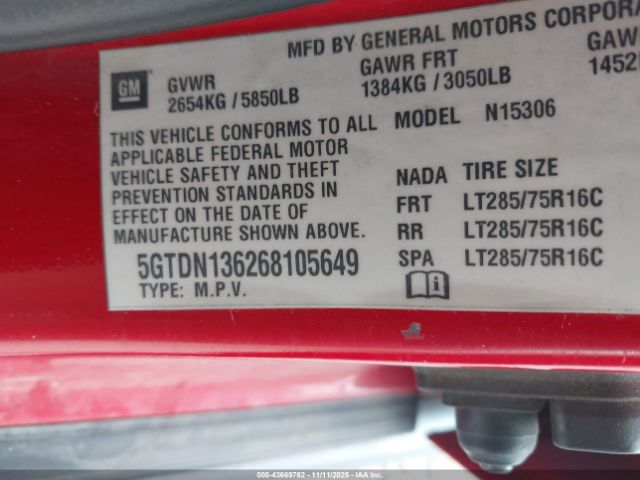 MFD BY GENERAL MOTORS CORPORA
GM
GVWR
2654KG / 5850LB
GAWR FRT
1384KG / 3050LB
GAW
1452
THIS VEHICLE CONFORMS TO ALL
APPLICABLE FEDERAL MOTOR
VEHICLE SAFETY AND THEFT
PREVENTION STANDARDS IN
EFFECT ON THE DATE OF
MANUFACTURE SHOWN ABOVE.
5GTDN136268105649
TYPE: M.P.V.
MODEL N15306
NADA TIRE SIZE
FRT LT285/75R16C
RR LT285/75R16C
SPA LT285/75R16C
000-43669762 - 11/11/2025 - IAA Inc.